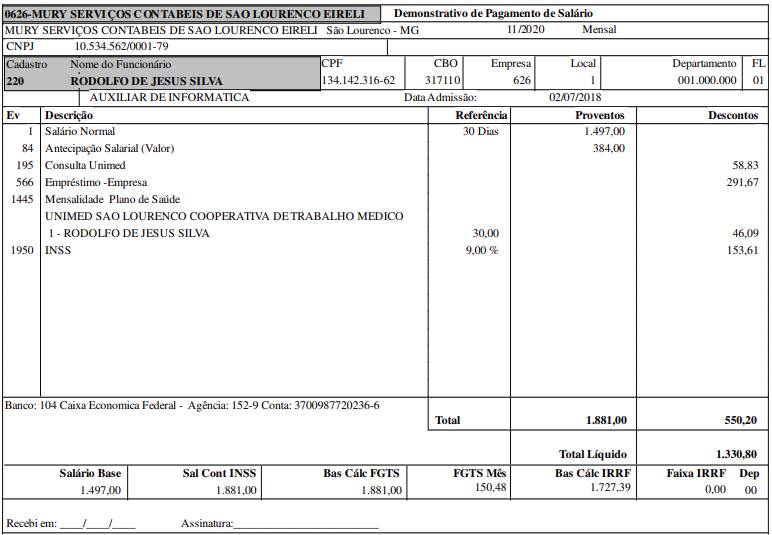 0626-MURY SERVIÇOS CONTABEIS DE SAO LOURENCO EIRELI Demonstrativo de Pagamento de Salário
MURY SERVIÇOS CONTABEIS DE SAO LOURENCO EIRELI São Lourenco - MG 11/2020 Mensal
CNPJ 10.534.562/0001-79
Cadastro Nome do Funcionário CPF CBO Empresa Local Departamento FL
220 RODOLFO DE JESUS SILVA 134.142.316-62 317110 626 1 001.000.000 01
AUXILIAR DE INFORMATICA Data Admissão: 02/07/2018
Ev Descrição Referência Proventos Descontos
1 Salário Normal 30 Dias 1.497,00
84 Antecipação Salarial (Valor) 384,00
195 Consulta Unimed 58,83
566 Empréstimo -Empresa 291,67
1445 Mensalidade Plano de Saúde
UNIMED SAO LOURENCO COOPERATIVA DE TRABALHO MEDICO
1 - RODOLFO DE JESUS SILVA 30,00 46,09
1950 INSS 9,00 % 153,61
Banco: 104 Caixa Economica Federal - Agência: 152-9 Conta: 3700987720236-6
Total 1.881,00 550,20
Total Líquido 1.330,80
Salário Base Sal Cont INSS Bas Cálc FGTS FGTS Mês Bas Cálc IRRF Faixa IRRF Dep
1.497,00 1.881,00 1.881,00 150,48 1.727,39 0,00 00
Recebi em: ____/____/____ Assinatura:__________________________